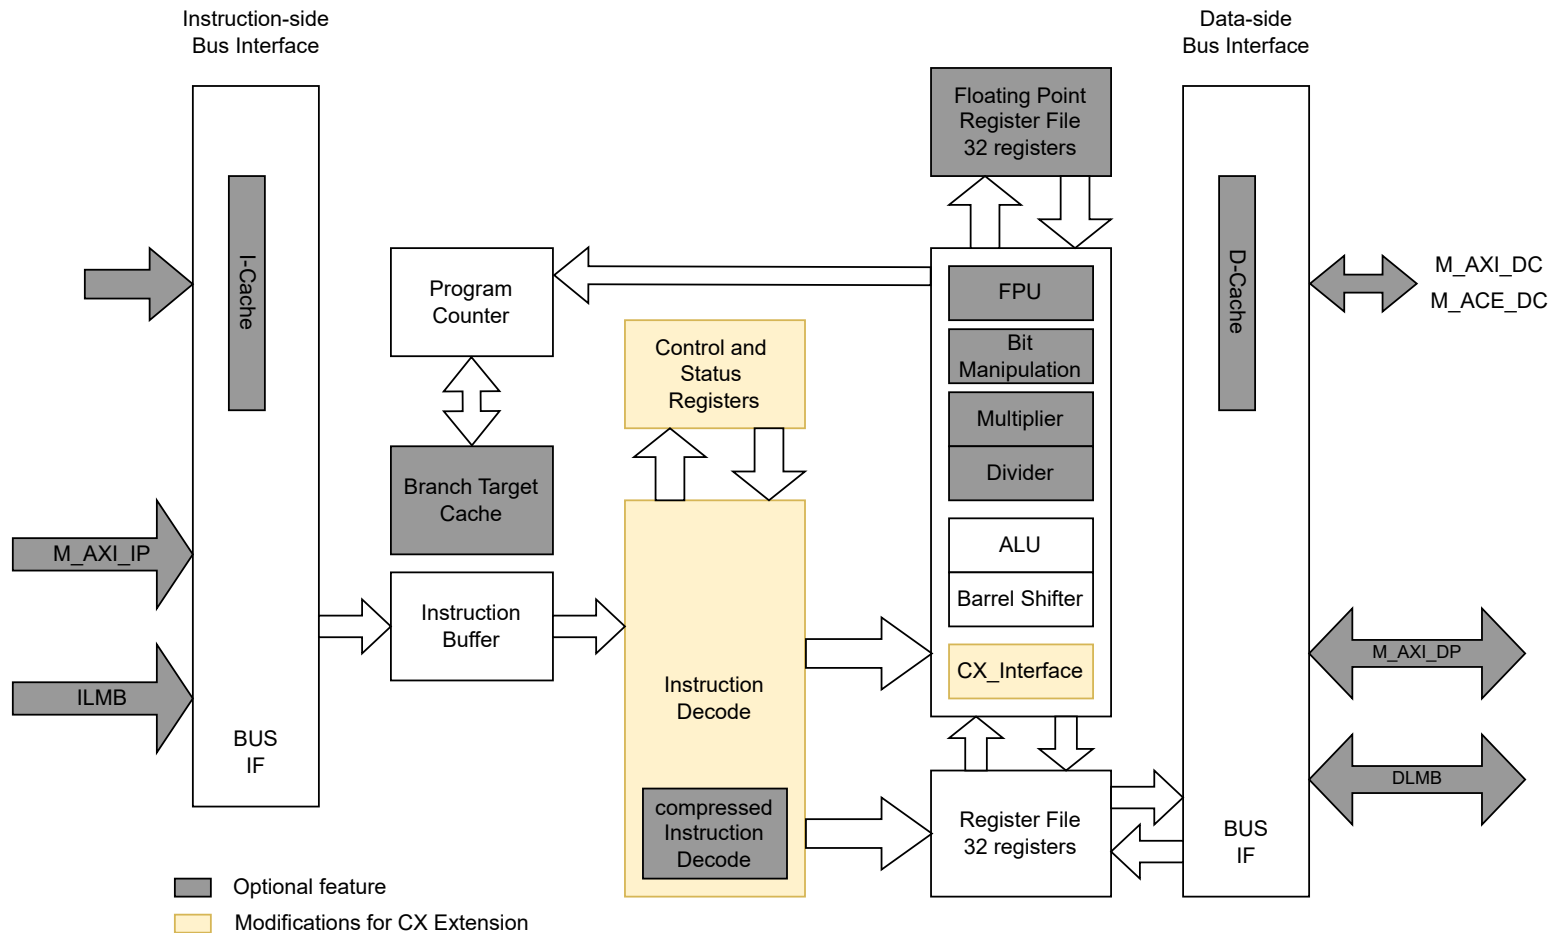 Instruction-side
Bus Interface
Data-side
Bus Interface
Floating Point
Register File
32 registers
I-Cache
Program
Counter
Control and
Status
Registers
FPU
Bit
Manipulation
Multiplier
Divider
ALU
Barrel Shifter
CX_Interface
D-Cache
M_AXI_DC
M_ACE_DC
Branch Target
Cache
M_AXI_IP
Instruction
Buffer
ILMB
Instruction
Decode
M_AXI_DP
BUS
IF
DLMB
compressed
Instruction
Decode
Register File
32 registers
BUS
IF
Optional feature
Modifications for CX Extension